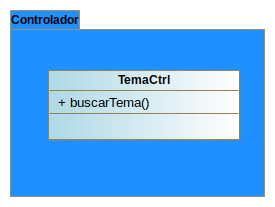 Controlador
TemaCtrl
+ buscarTema()